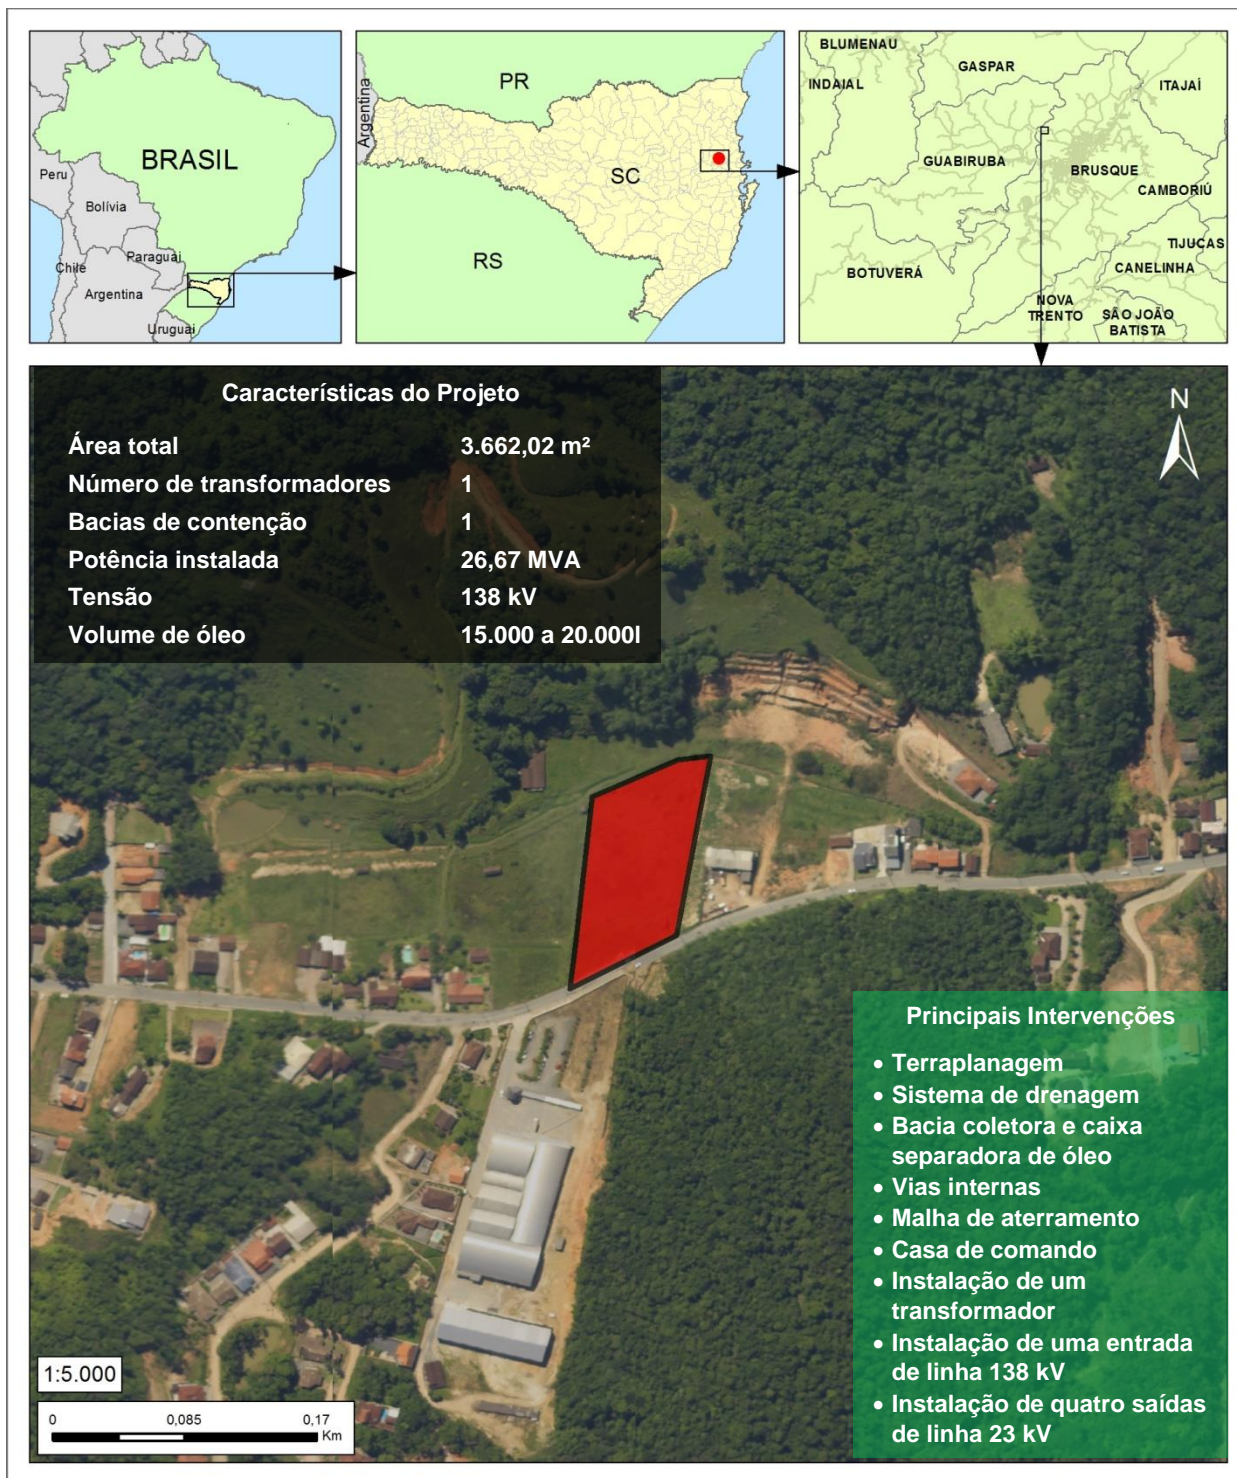 BRASIL
Peru
Bolívia
Paraguai
Chile
Argentina
Uruguai
Argentina
PR
SC
RS
BLUMENAU
INDAIAL
GASPAR
ITAJAÍ
GUABIRUBA
BRUSQUE
CAMBORIÚ
TIJUCAS
BOTUVERÁ
CANELINHA
NOVA
TRENTO
SÃO JOÃO
BATISTA
Características do Projeto
Área total 3.662,02 m²
Número de transformadores 1
Bacias de contenção 1
Potência instalada 26,67 MVA
Tensão 138 kV
Volume de óleo 15.000 a 20.000l
N
Principais Intervenções
• Terraplanagem
• Sistema de drenagem
• Bacia coletora e caixa
separadora de óleo
• Vias internas
• Malha de aterramento
• Casa de comando
• Instalação de um
transformador
• Instalação de uma entrada
de linha 138 kV
• Instalação de quatro saídas
de linha 23 kV
1:5.000
0 0,085 0,17
Km